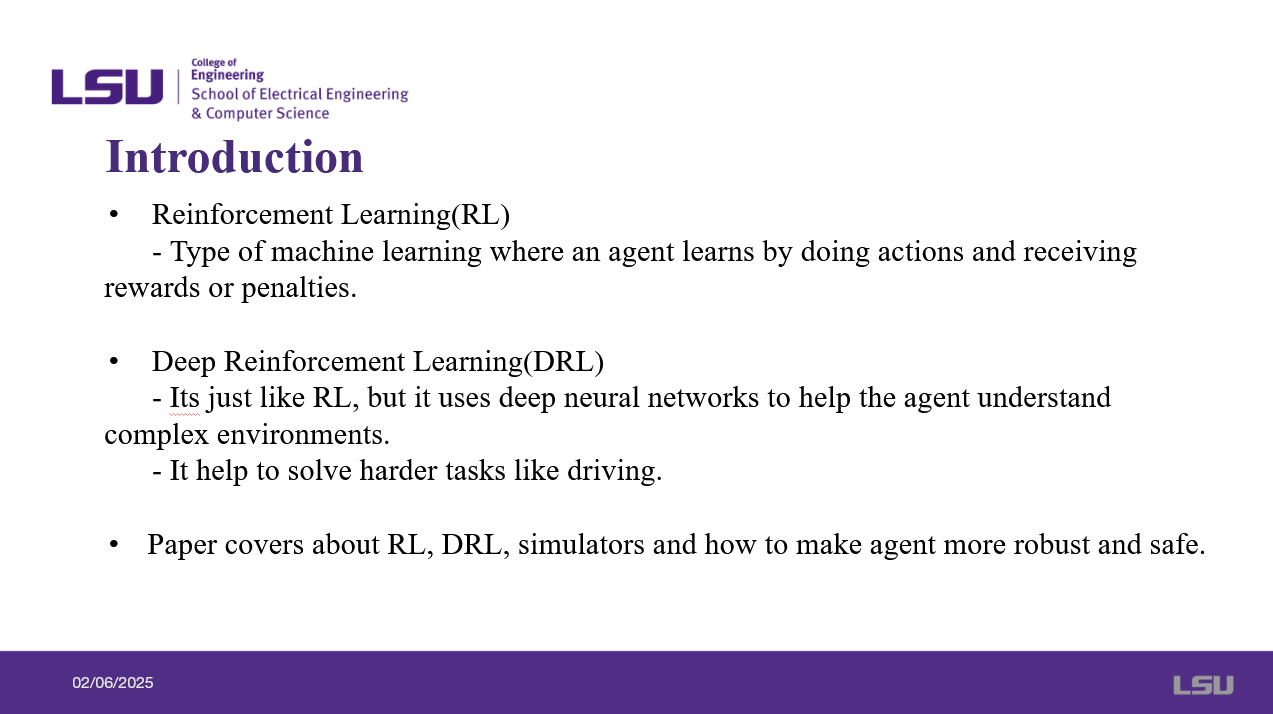 LSU
College of
Engineering
School of Electrical Engineering
& Computer Science
Introduction
• Reinforcement Learning(RL)
- Type of machine learning where an agent learns by doing actions and receiving
rewards or penalties.
• Deep Reinforcement Learning(DRL)
- Its just like RL, but it uses deep neural networks to help the agent understand
complex environments.
- It help to solve harder tasks like driving.
• Paper covers about RL, DRL, simulators and how to make agent more robust and safe.
02/06/2025
LSU